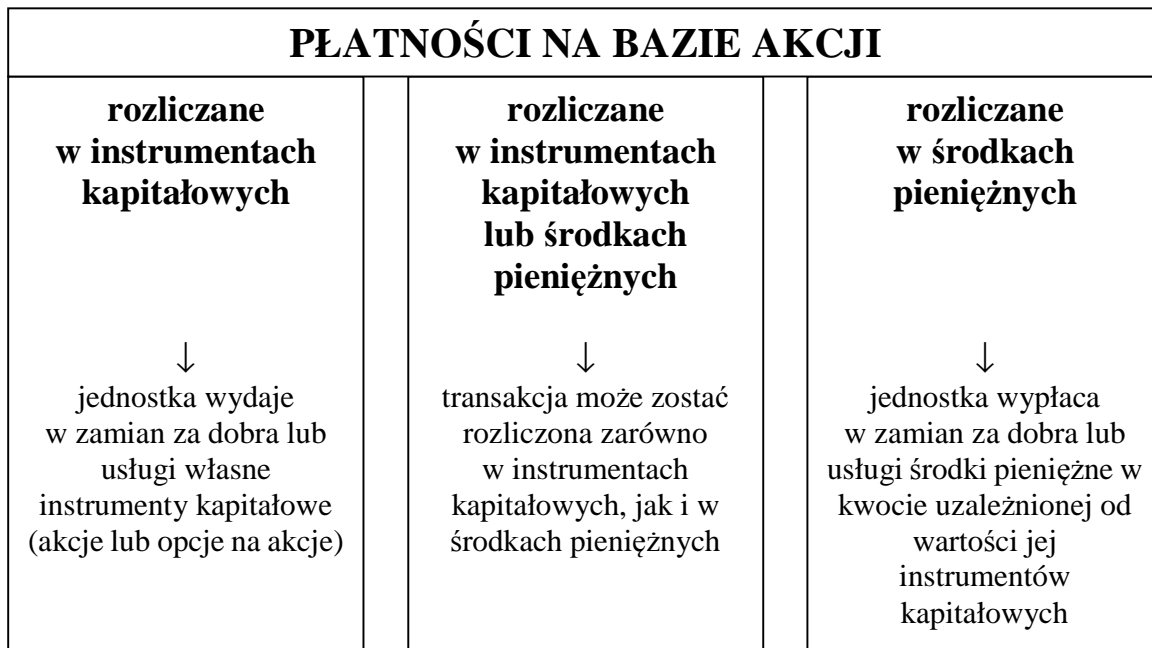 PŁATNOŚCI NA BAZIE AKCJI
rozliczane
w instrumentach
kapitałowych
↓
jednostka wydaje
w zamian za dobra lub
usługi własne
instrumenty kapitałowe
(akcje lub opcje na akcje)
rozliczane
w instrumentach
kapitałowych
lub środkach
pieniężnych
↓
transakcja może zostać
rozliczona zarówno
w instrumentach
kapitałowych, jak i w
środkach pieniężnych
rozliczane
w środkach
pieniężnych
↓
jednostka wypłaca
w zamian za dobra lub
usługi środki pieniężne w
kwocie uzależnionej od
wartości jej
instrumentów
kapitałowych